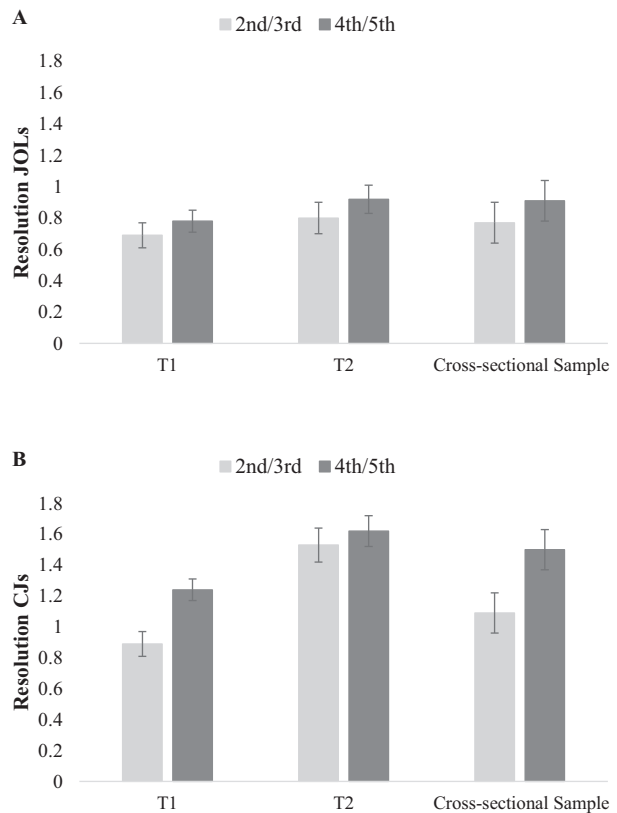 A
2nd/3rd 4th/5th
Resolution JOLs
1.8
1.6
1.4
1.2
1
0.8
0.6
0.4
0.2
0
T1 T2 Cross-sectional Sample
B
2nd/3rd 4th/5th
Resolution CJs
1.8
1.6
1.4
1.2
1
0.8
0.6
0.4
0.2
0
T1 T2 Cross-sectional Sample